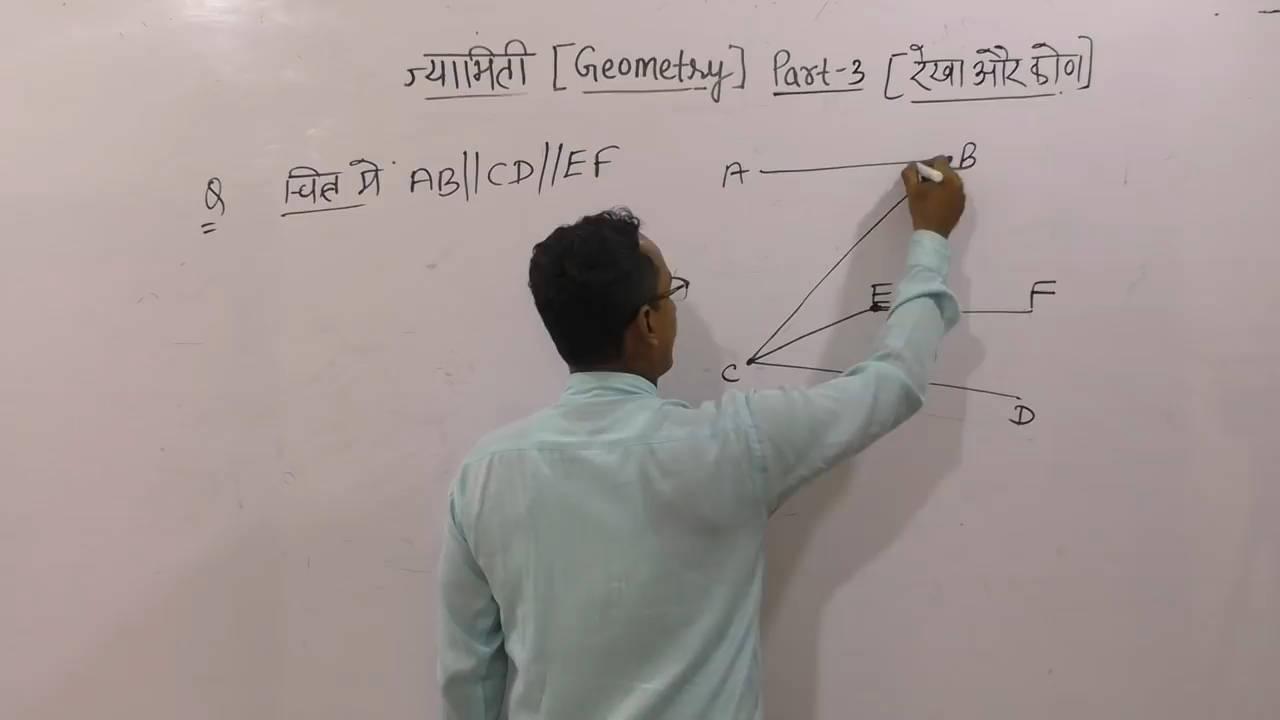 ज्यामिती [Geometry] Part-3 [रेखा और कोण]
Q चित्र में AB||CD||EF
A B
E F
C
D